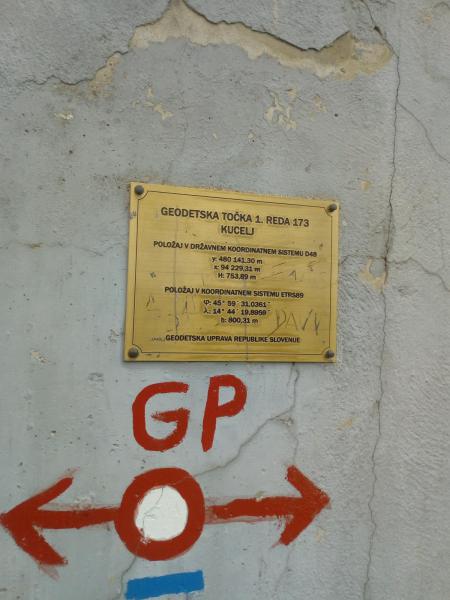 GEODETSKA TOČKA 1. REDA 173
KUCELJ
POLOŽAJ V DRŽAVNEM KOORDINATNEM SISTEMU D48
y: 480 141,30 m
x: 94 229,31 m
H: 753,89 m
POLOŽAJ V KOORDINATNEM SISTEMU ETRS89
φ: 45° 59' 31,0361"
λ: 14° 44' 19,8959"
h: 800,31 m
GEODETSKA UPRAVA REPUBLIKE SLOVENIJE
GP